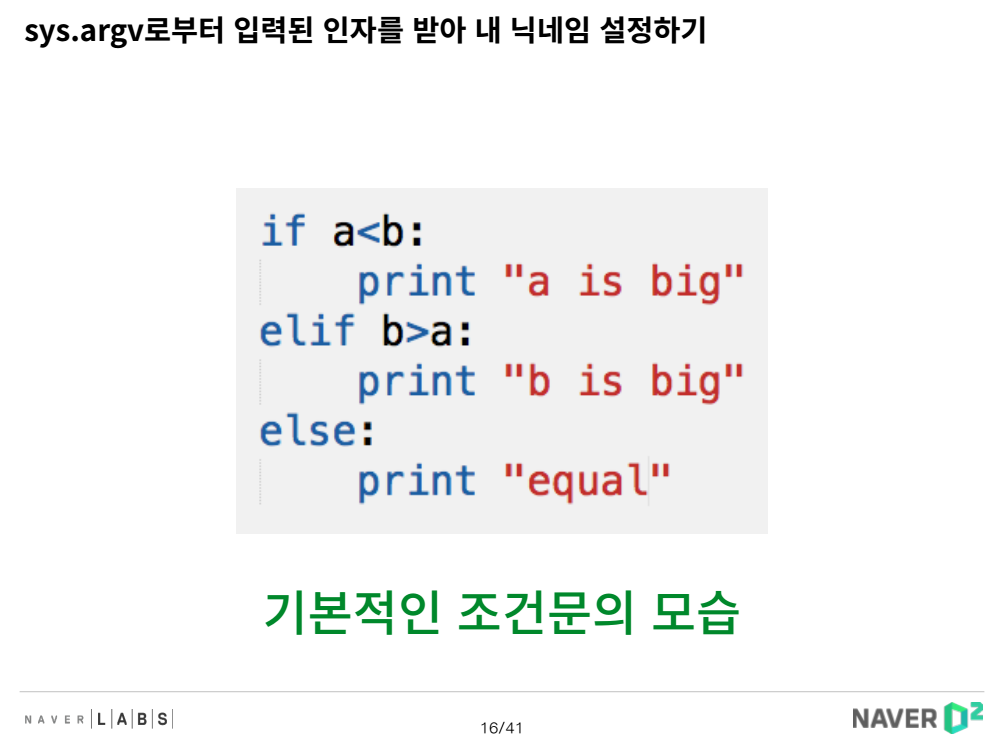 sys.argv로부터 입력된 인자를 받아 내 닉네임 설정하기
if a<b:
    print "a is big"
elif b>a:
    print "b is big"
else:
    print "equal"
기본적인 조건문의 모습
NAVER LABS
16/41
NAVER D2